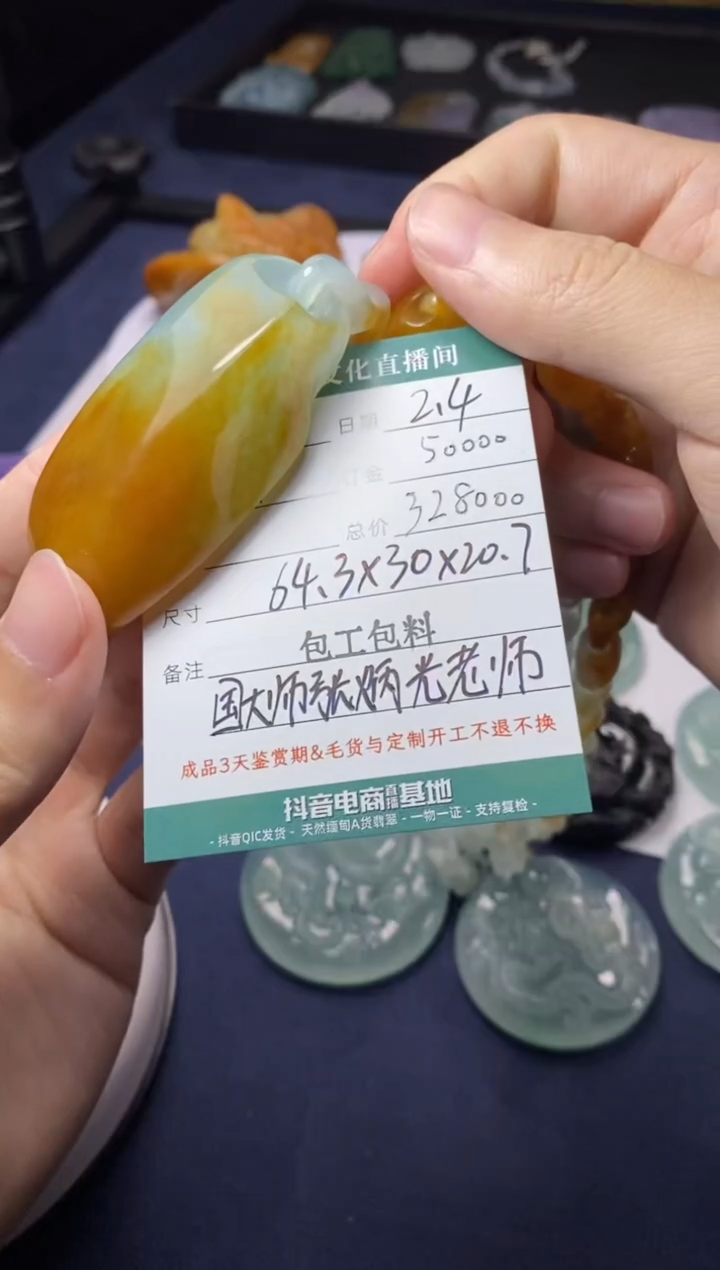 文化直播间
日期 2.4
订金 50000
总价 328000
尺寸 64.3x30x20.7
备注 包工包料
国大师张炳光老师
成品3天鉴赏期&毛货与定制开工不退不换
抖音电商直播基地
- 抖音QIC发货 - 天然缅甸A货翡翠 - 一物一证 - 支持复检 -